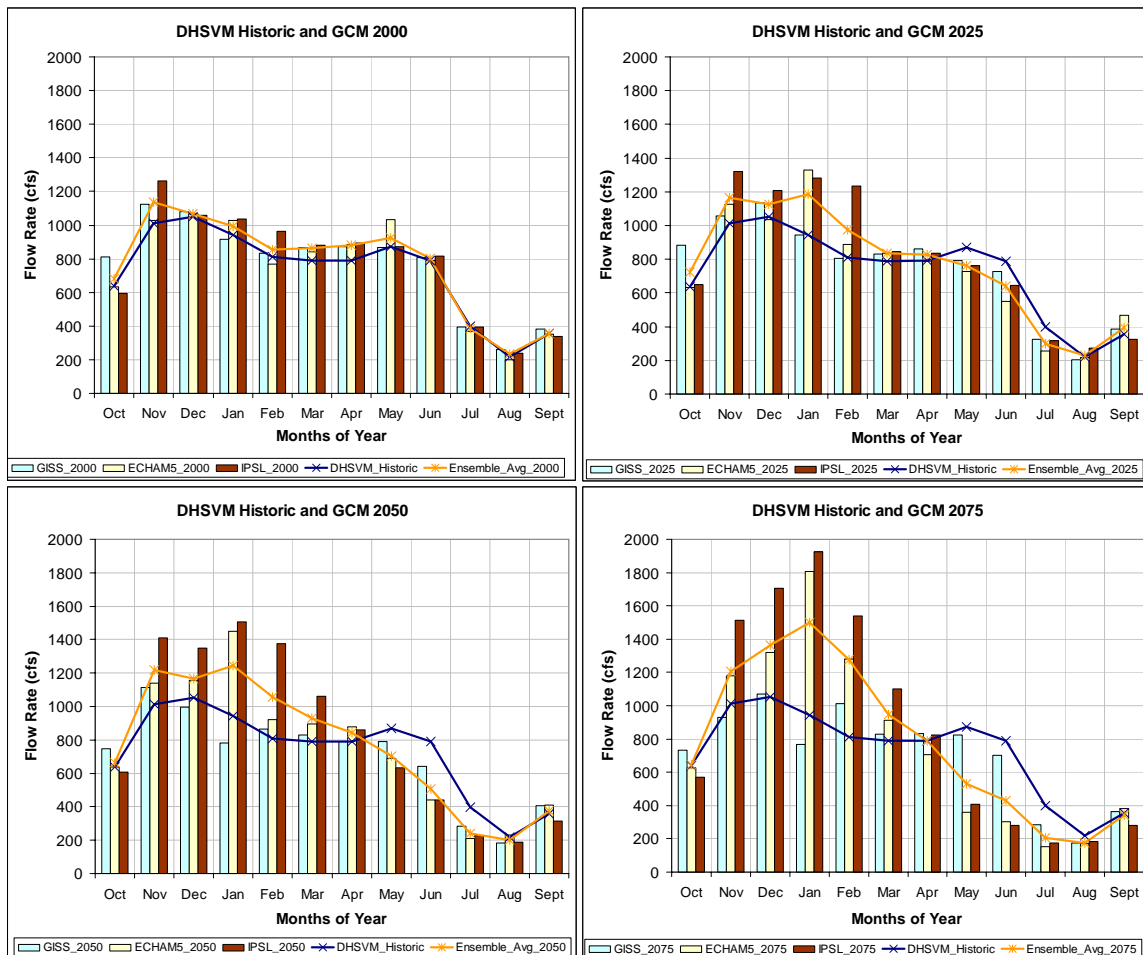 DHSVM Historic and GCM 2000
Flow Rate (cfs)
2000
1800
1600
1400
1200
1000
800
600
400
200
0
Oct Nov Dec Jan Feb Mar Apr May Jun Jul Aug Sept
Months of Year
GISS_2000 ECHAM5_2000 IPSL_2000 DHSVM_Historic Ensemble_Avg_2000
DHSVM Historic and GCM 2025
Flow Rate (cfs)
2000
1800
1600
1400
1200
1000
800
600
400
200
0
Oct Nov Dec Jan Feb Mar Apr May Jun Jul Aug Sept
Months of Year
GISS_2025 ECHAM5_2025 IPSL_2025 DHSVM_Historic Ensemble_Avg_2025
DHSVM Historic and GCM 2050
Flow Rate (cfs)
2000
1800
1600
1400
1200
1000
800
600
400
200
0
Oct Nov Dec Jan Feb Mar Apr May Jun Jul Aug Sept
Months of Year
GISS_2050 ECHAM5_2050 IPSL_2050 DHSVM_Historic Ensemble_Avg_2050
DHSVM Historic and GCM 2075
Flow Rate (cfs)
2000
1800
1600
1400
1200
1000
800
600
400
200
0
Oct Nov Dec Jan Feb Mar Apr May Jun Jul Aug Sept
Months of Year
GISS_2075 ECHAM5_2075 IPSL_2075 DHSVM_Historic Ensemble_Avg_2075